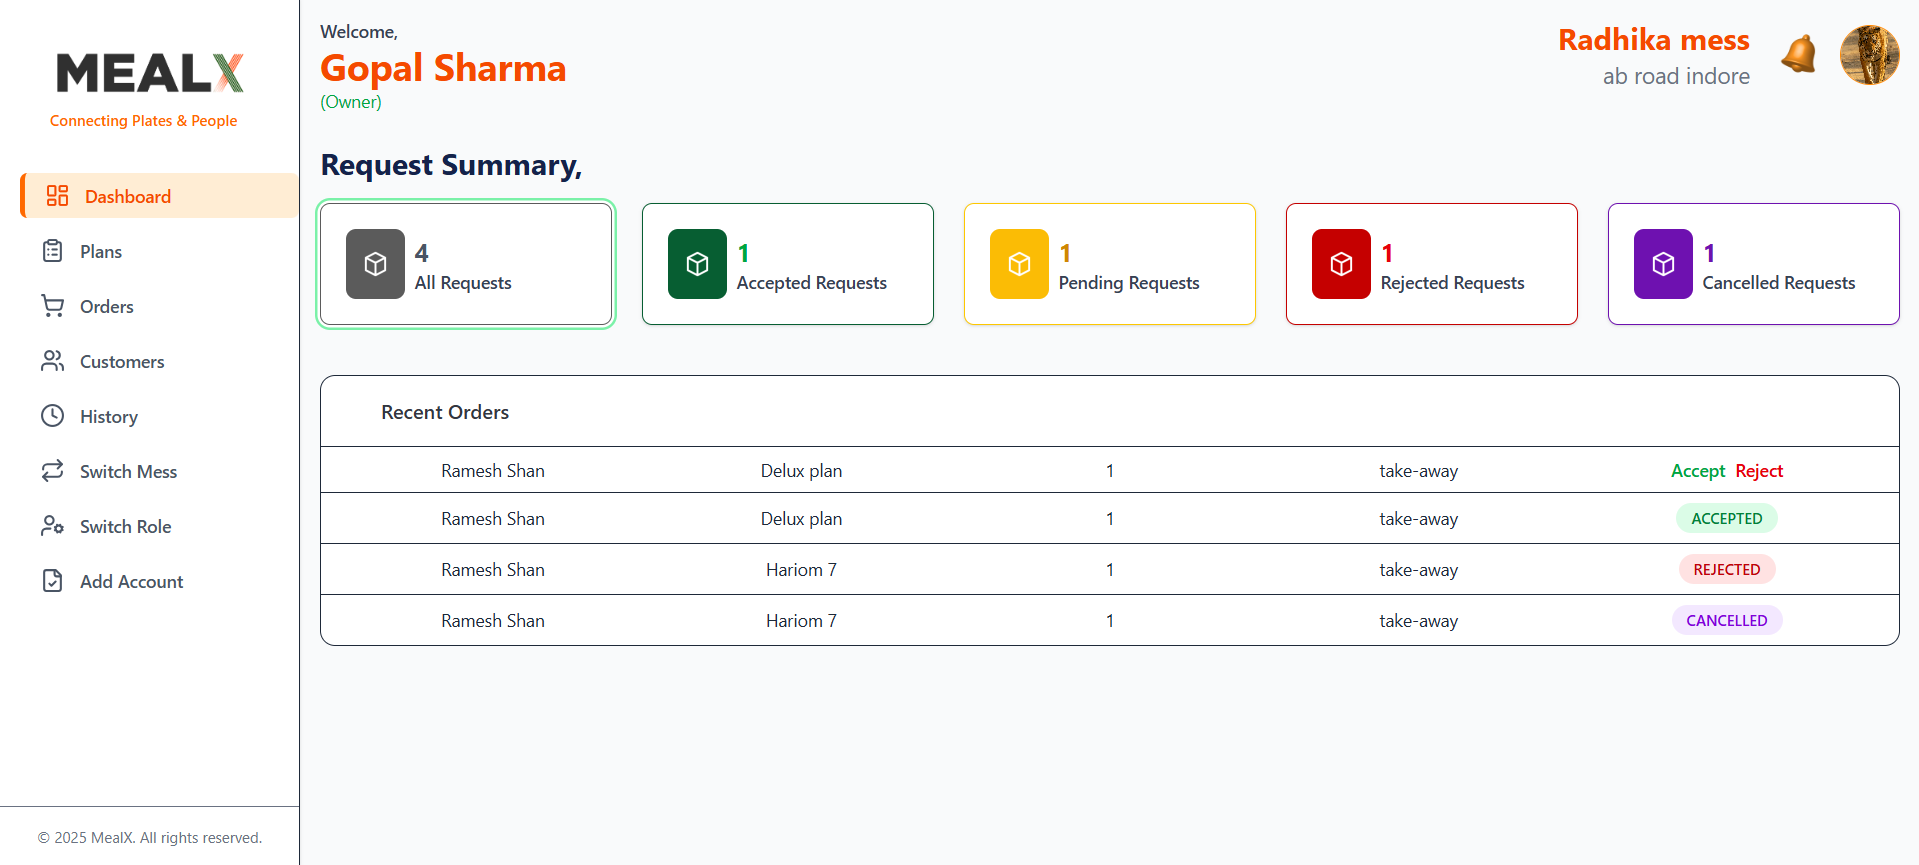 MEALX
Connecting Plates & People
Dashboard
Plans
Orders
Customers
History
Switch Mess
Switch Role
Add Account
© 2025 MealX. All rights reserved.
Welcome,
Gopal Sharma
(Owner)
Radhika mess
ab road indore
Request Summary,
4
All Requests
1
Accepted Requests
1
Pending Requests
1
Rejected Requests
1
Cancelled Requests
Recent Orders
Ramesh Shan Delux plan 1 take-away Accept Reject
Ramesh Shan Delux plan 1 take-away ACCEPTED
Ramesh Shan Hariom 7 1 take-away REJECTED
Ramesh Shan Hariom 7 1 take-away CANCELLED